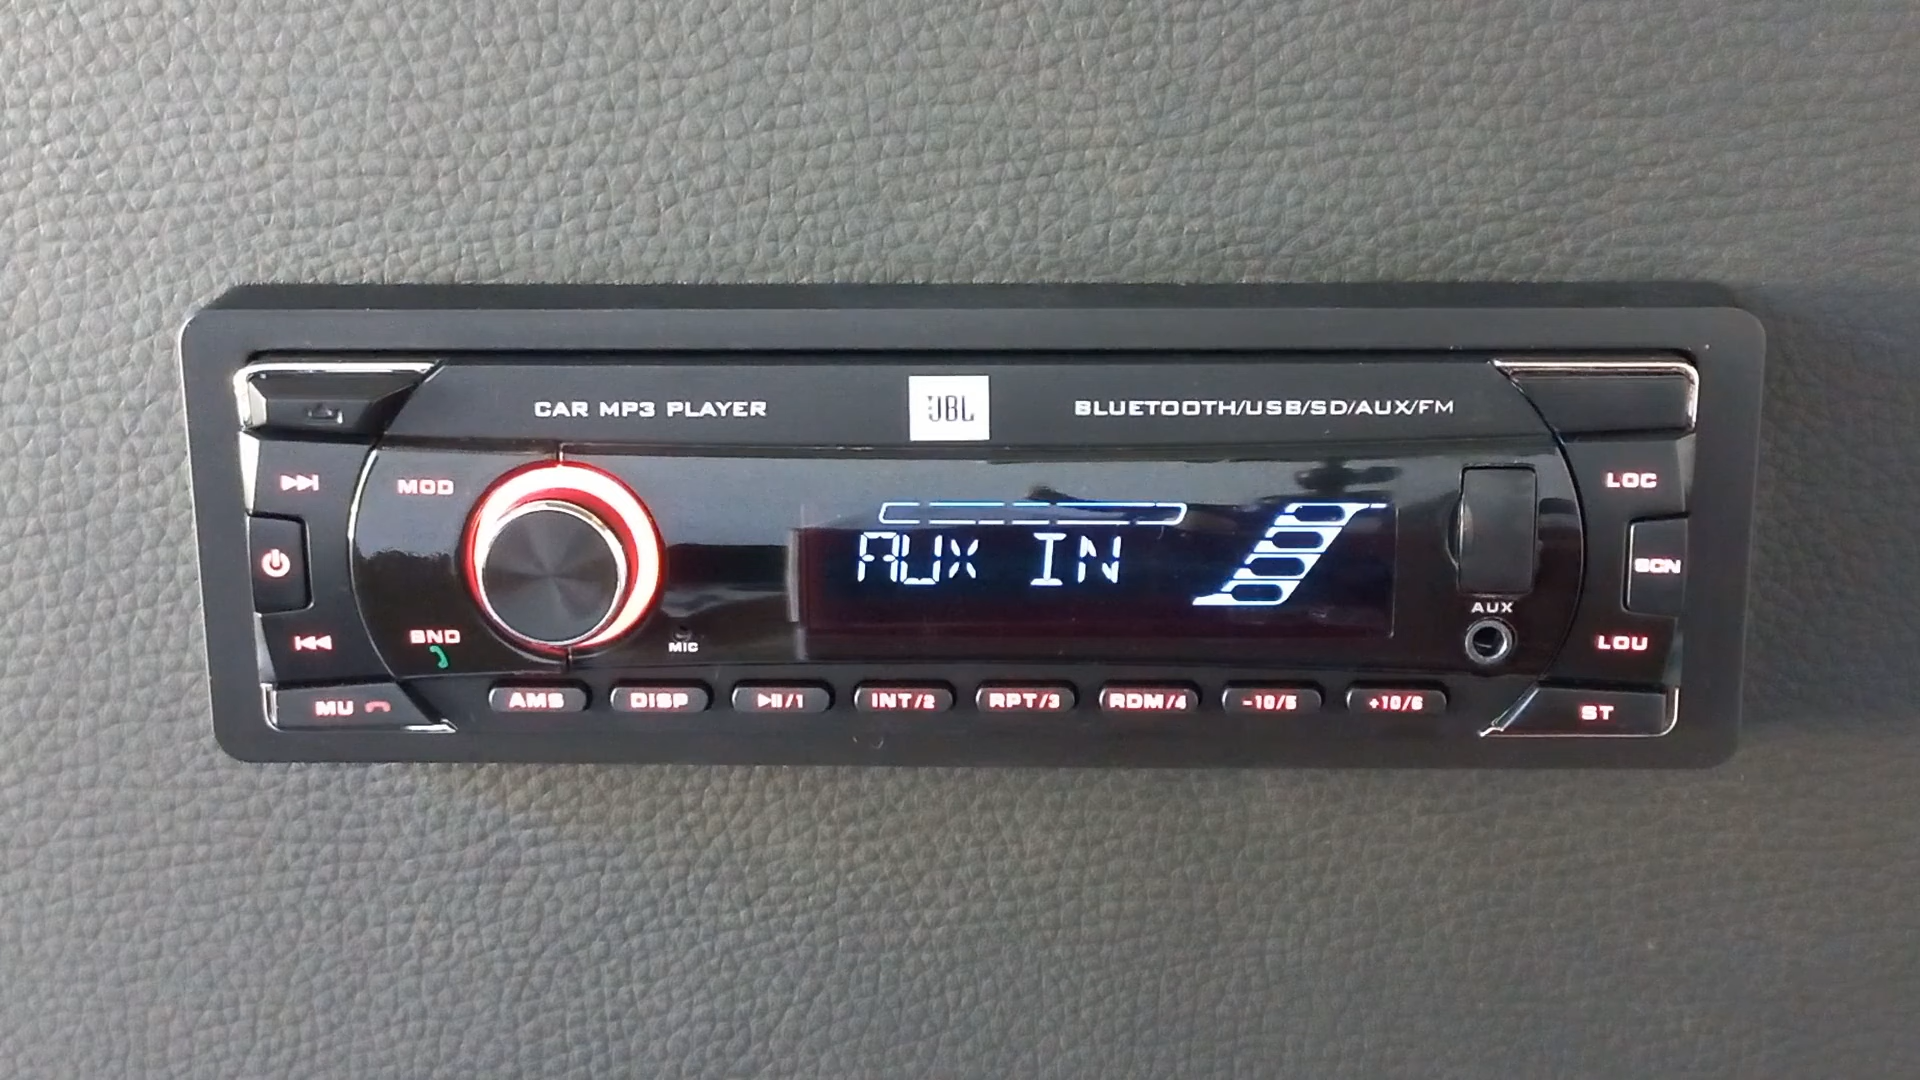 CAR MP3 PLAYER
JBL
BLUETOOTH/USB/SD/AUX/FM
MOD
LOC
AUX IN
SCN
AUX
BND
MIC
LOU
MU
AMS
DISP
/1
INT/2
RPT/3
RDM/4
-10/5
+10/6
ST